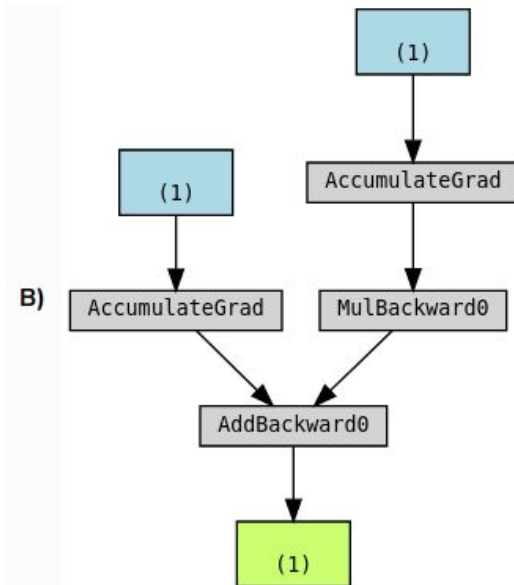 (1)
AccumulateGrad
(1)
B)
AccumulateGrad
MulBackward0
AddBackward0
(1)